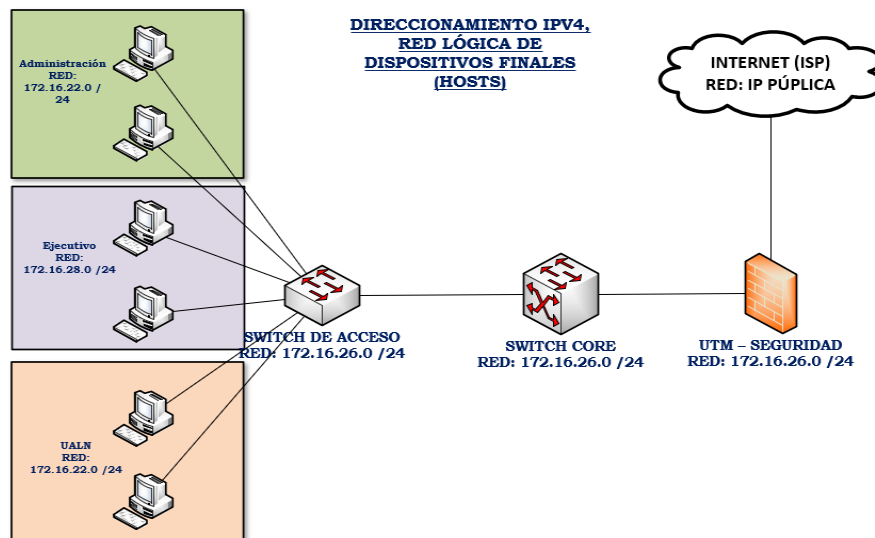 DIRECCIONAMIENTO IPV4,
RED LÓGICA DE
DISPOSITIVOS FINALES
(HOSTS)
INTERNET (ISP)
RED: IP PÚPLICA
Administración
RED:
172.16.22.0 /
24
Ejecutivo
RED:
172.16.28.0 /24
SWITCH DE ACCESO
RED: 172.16.26.0 /24
SWITCH CORE
RED: 172.16.26.0 /24
UTM – SEGURIDAD
RED: 172.16.26.0 /24
UALN
RED:
172.16.22.0 /24